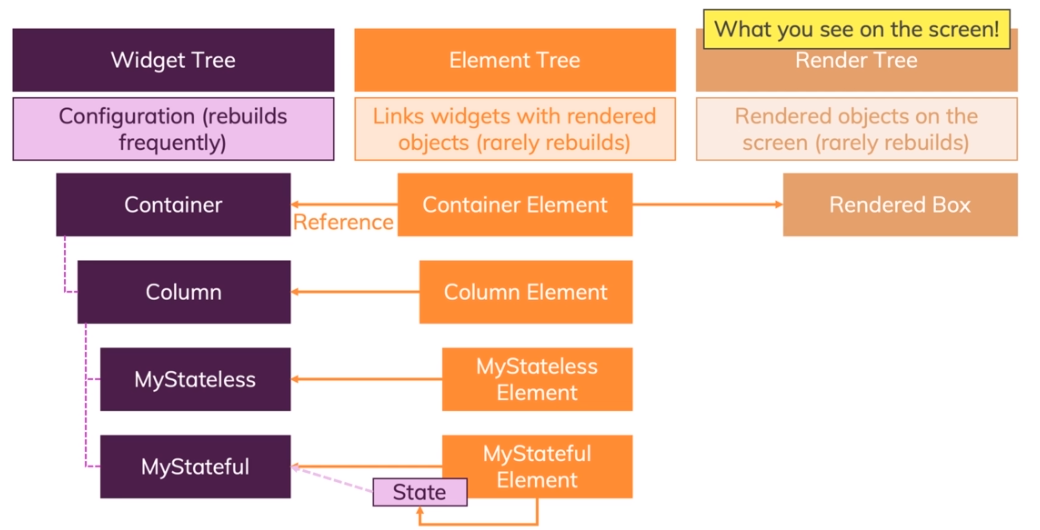 What you see on the screen!
Widget Tree
Element Tree
Render Tree
Configuration (rebuilds
frequently)
Links widgets with rendered
objects (rarely rebuilds)
Rendered objects on the
screen (rarely rebuilds)
Container
Reference
Container Element
Rendered Box
Column
Column Element
MyStateless
MyStateless
Element
MyStateful
MyStateful
Element
State